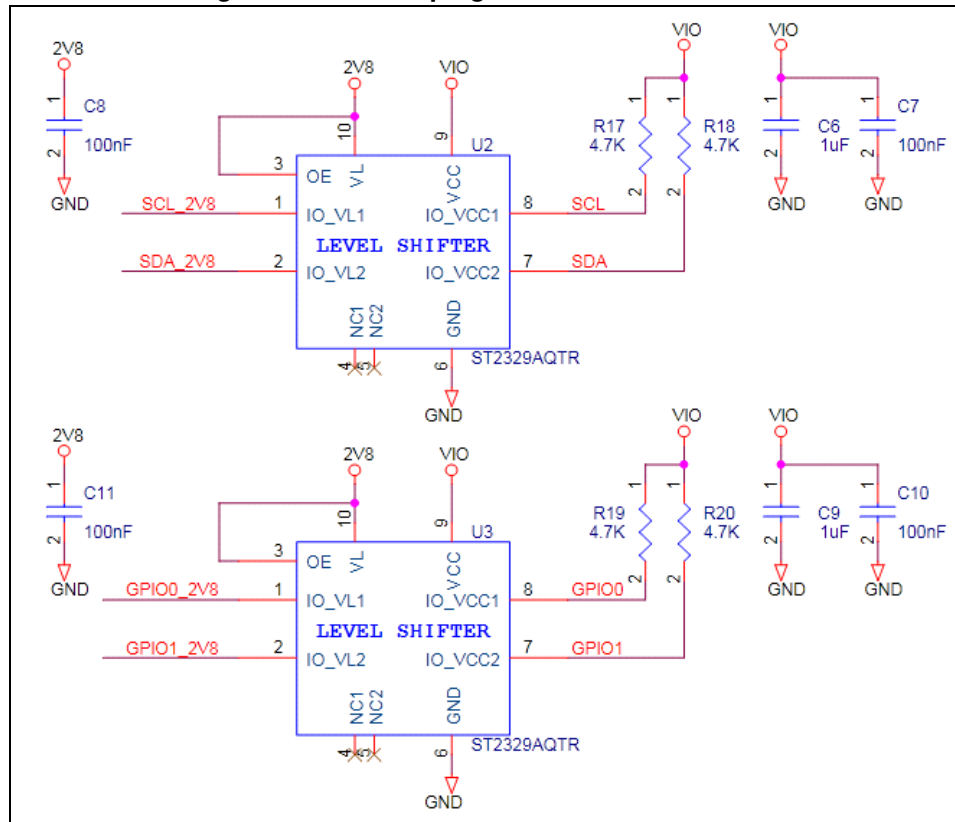 2V8
1
C8
100nF
2
GND
2V8
VIO
10
9
U2
3
OE
VL
VCC
SCL_2V8
1
IO_VL1
IO_VCC1
8
SCL
LEVEL SHIFTER
SDA_2V8
2
IO_VL2
IO_VCC2
7
SDA
NC1
NC2
GND
4
5
6
ST2329AQTR
GND
VIO
1
1
R17
4.7K
R18
4.7K
2
2
VIO
1
1
C6
1uF
C7
100nF
2
2
GND
GND
2V8
1
C11
100nF
2
GND
2V8
VIO
10
9
U3
3
OE
VL
VCC
GPIO0_2V8
1
IO_VL1
IO_VCC1
8
GPIO0
LEVEL SHIFTER
GPIO1_2V8
2
IO_VL2
IO_VCC2
7
GPIO1
NC1
NC2
GND
4
5
6
ST2329AQTR
GND
VIO
1
1
R19
4.7K
R20
4.7K
2
2
VIO
1
1
C9
1uF
C10
100nF
2
2
GND
GND